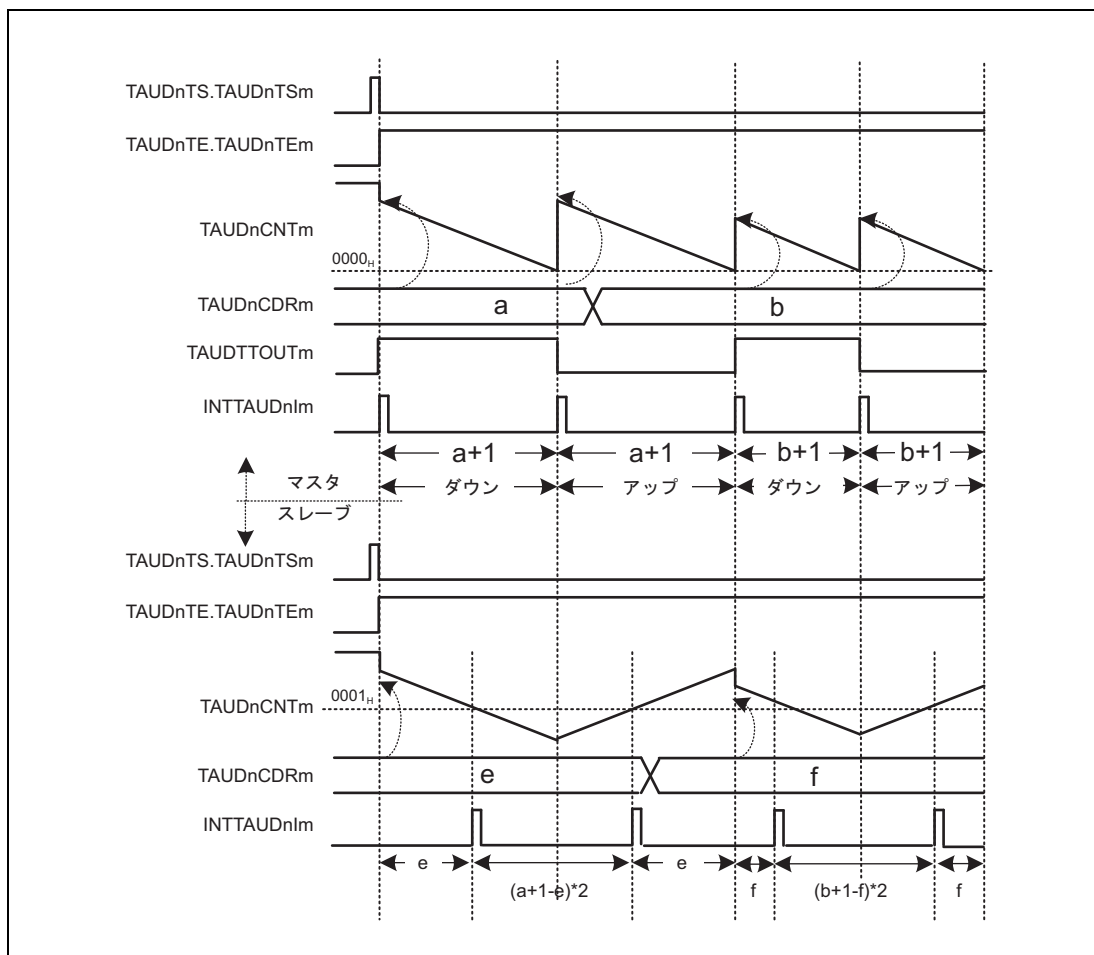 TAUDnTS.TAUDnTSm
TAUDnTE.TAUDnTEm
TAUDnCNTm
0000H
TAUDnCDRm
a
b
TAUDTTOUTm
INTTAUDnIm
a+1
a+1
b+1
b+1
マスタ
ダウン
アップ
ダウン
アップ
スレーブ
TAUDnTS.TAUDnTSm
TAUDnTE.TAUDnTEm
TAUDnCNTm
0001H
TAUDnCDRm
e
f
INTTAUDnIm
e
(a+1-e)*2
e
f
(b+1-f)*2
f